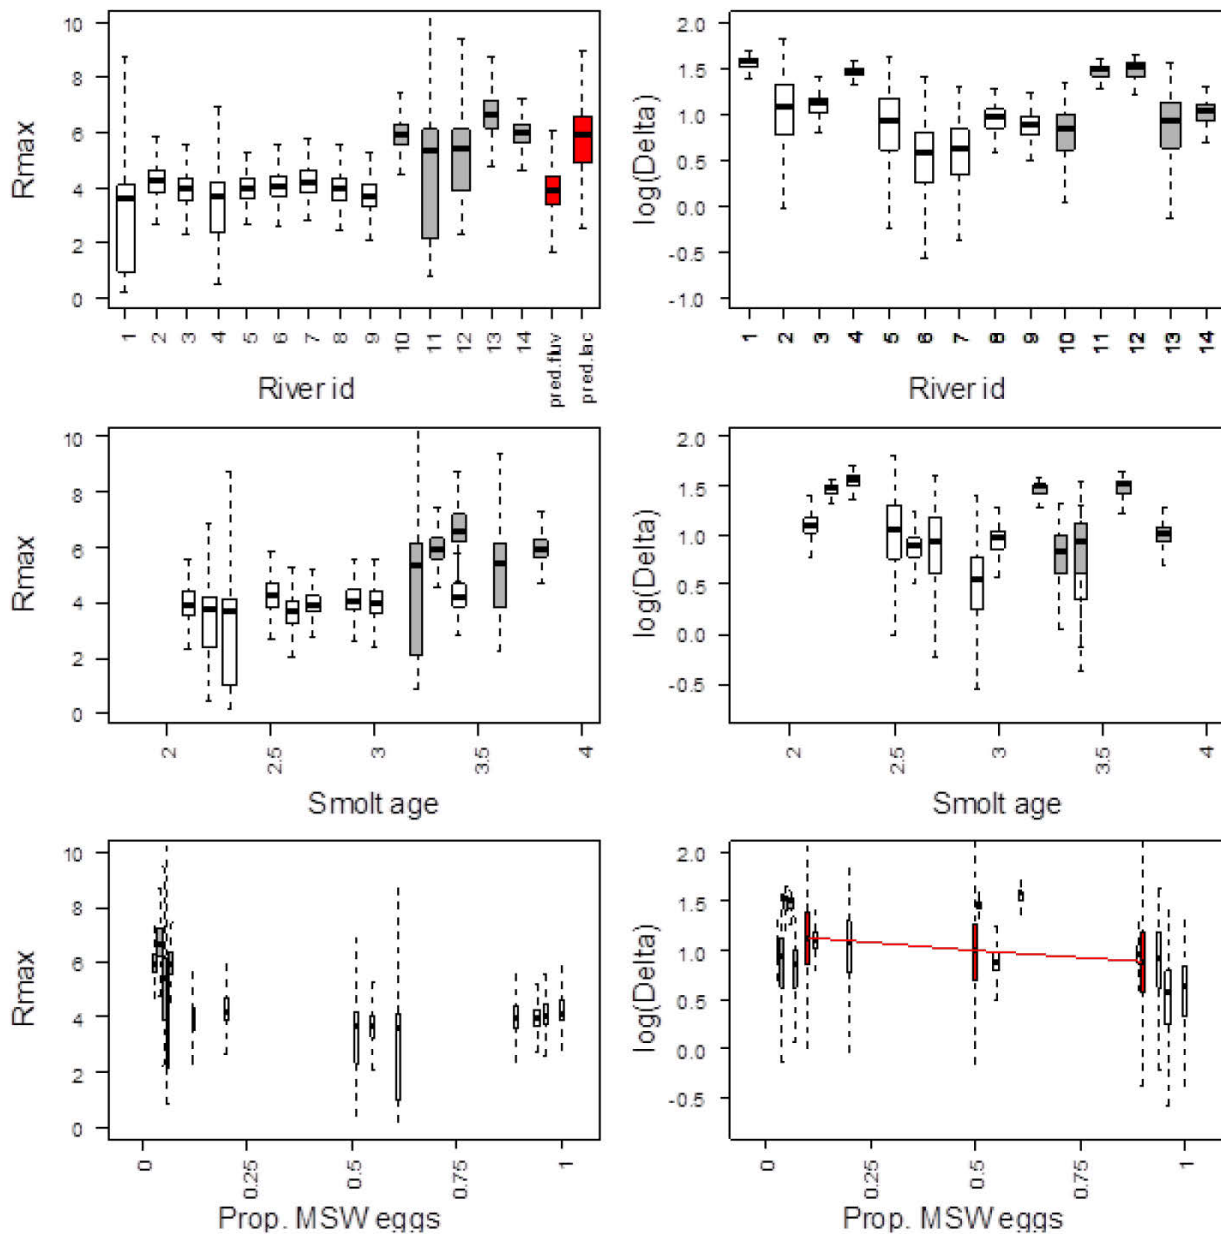 Rmax
10
8
6
4
2
0
1 2 3 4 5 6 7 8 9 10 11 12 13 14 pred.fluv pred.lac
River id
log(Delta)
2.0
1.5
1.0
0.5
0.0
-0.5
-1.0
1 2 3 4 5 6 7 8 9 10 11 12 13 14
River id
Rmax
10
8
6
4
2
0
2 2.5 3 3.5 4
Smolt age
log(Delta)
2.0
1.5
1.0
0.5
0.0
-0.5
2 2.5 3 3.5 4
Smolt age
Rmax
10
8
6
4
2
0
0 0.25 0.5 0.75 1
Prop. MSW eggs
log(Delta)
2.0
1.5
1.0
0.5
0.0
-0.5
0 0.25 0.5 0.75 1
Prop. MSW eggs